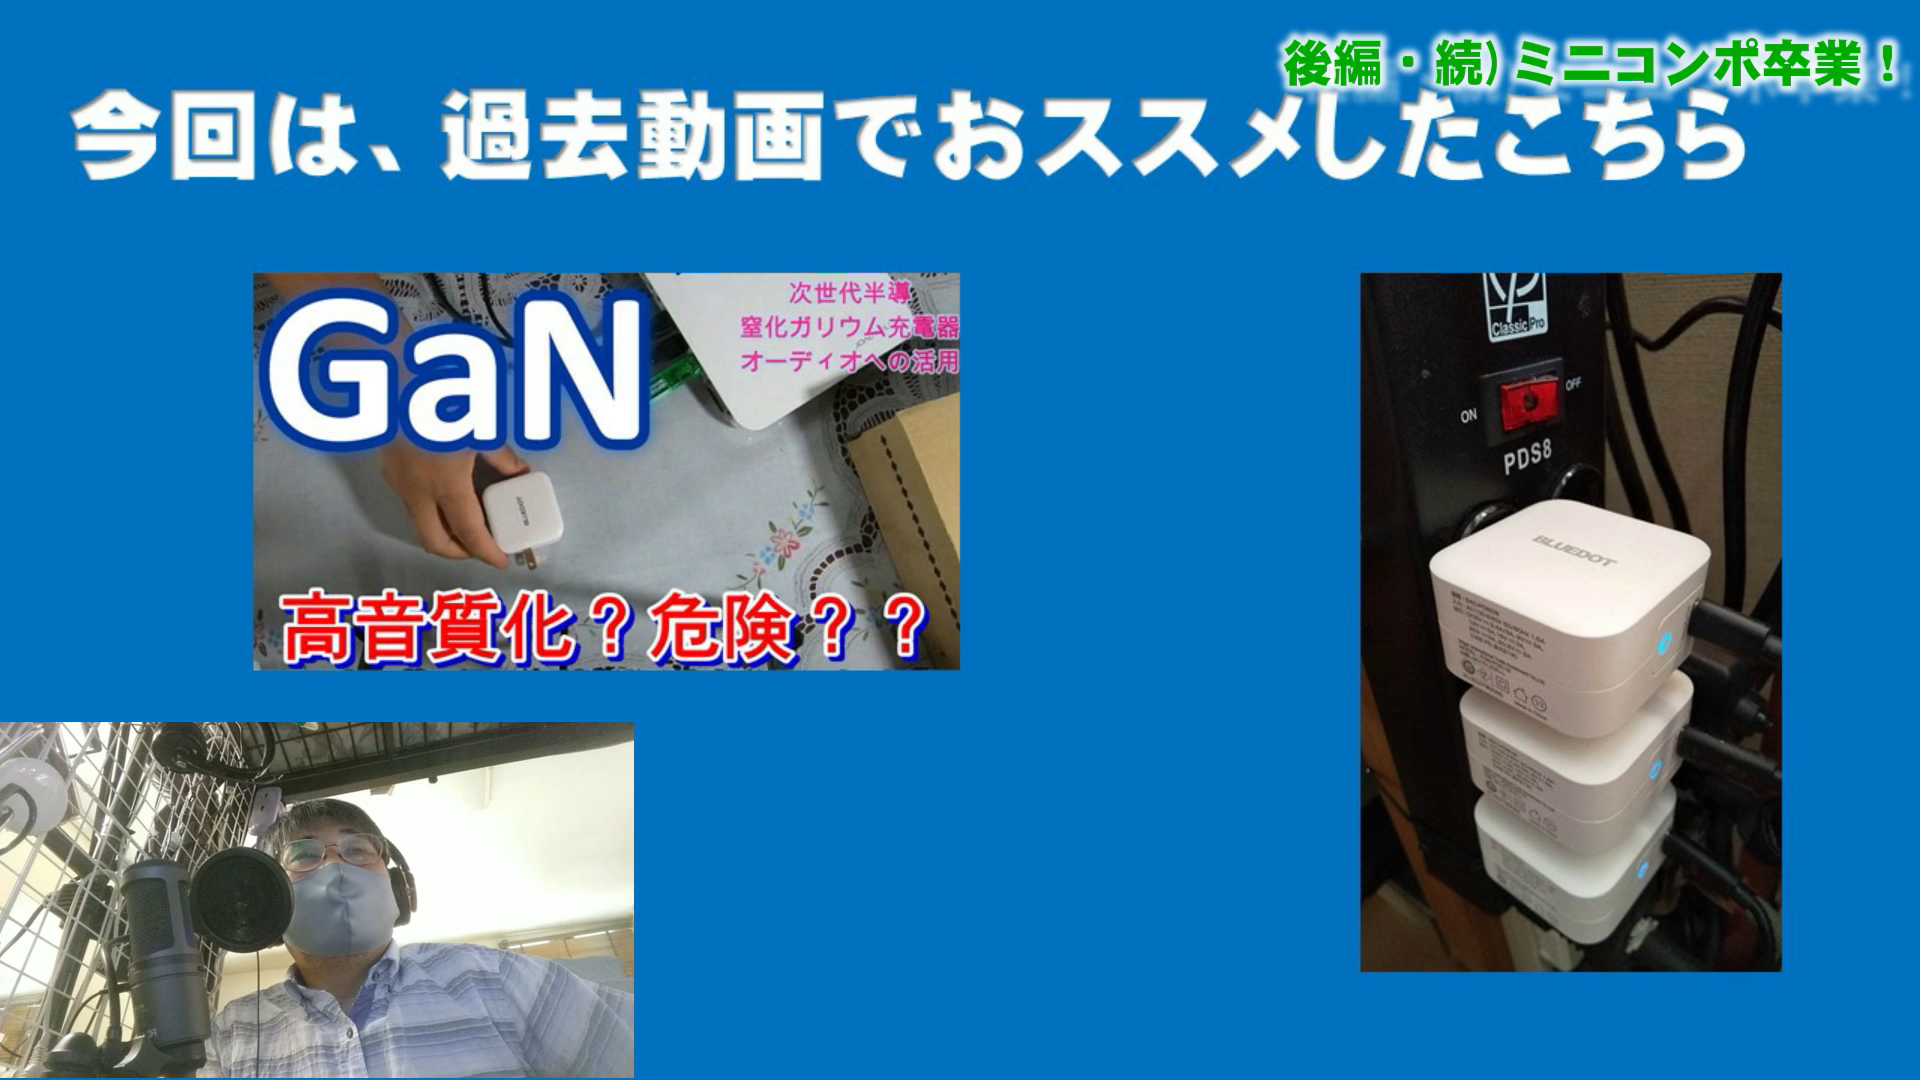 後編・続)ミニコンポ卒業！
今回は、過去動画でおススメしたこちら
GaN
次世代半導
窒化ガリウム充電器
オーディオへの活用
BLUEDOT
高音質化？危険？？
Classic Pro
ON
OFF
PDS8
BLUEDOT